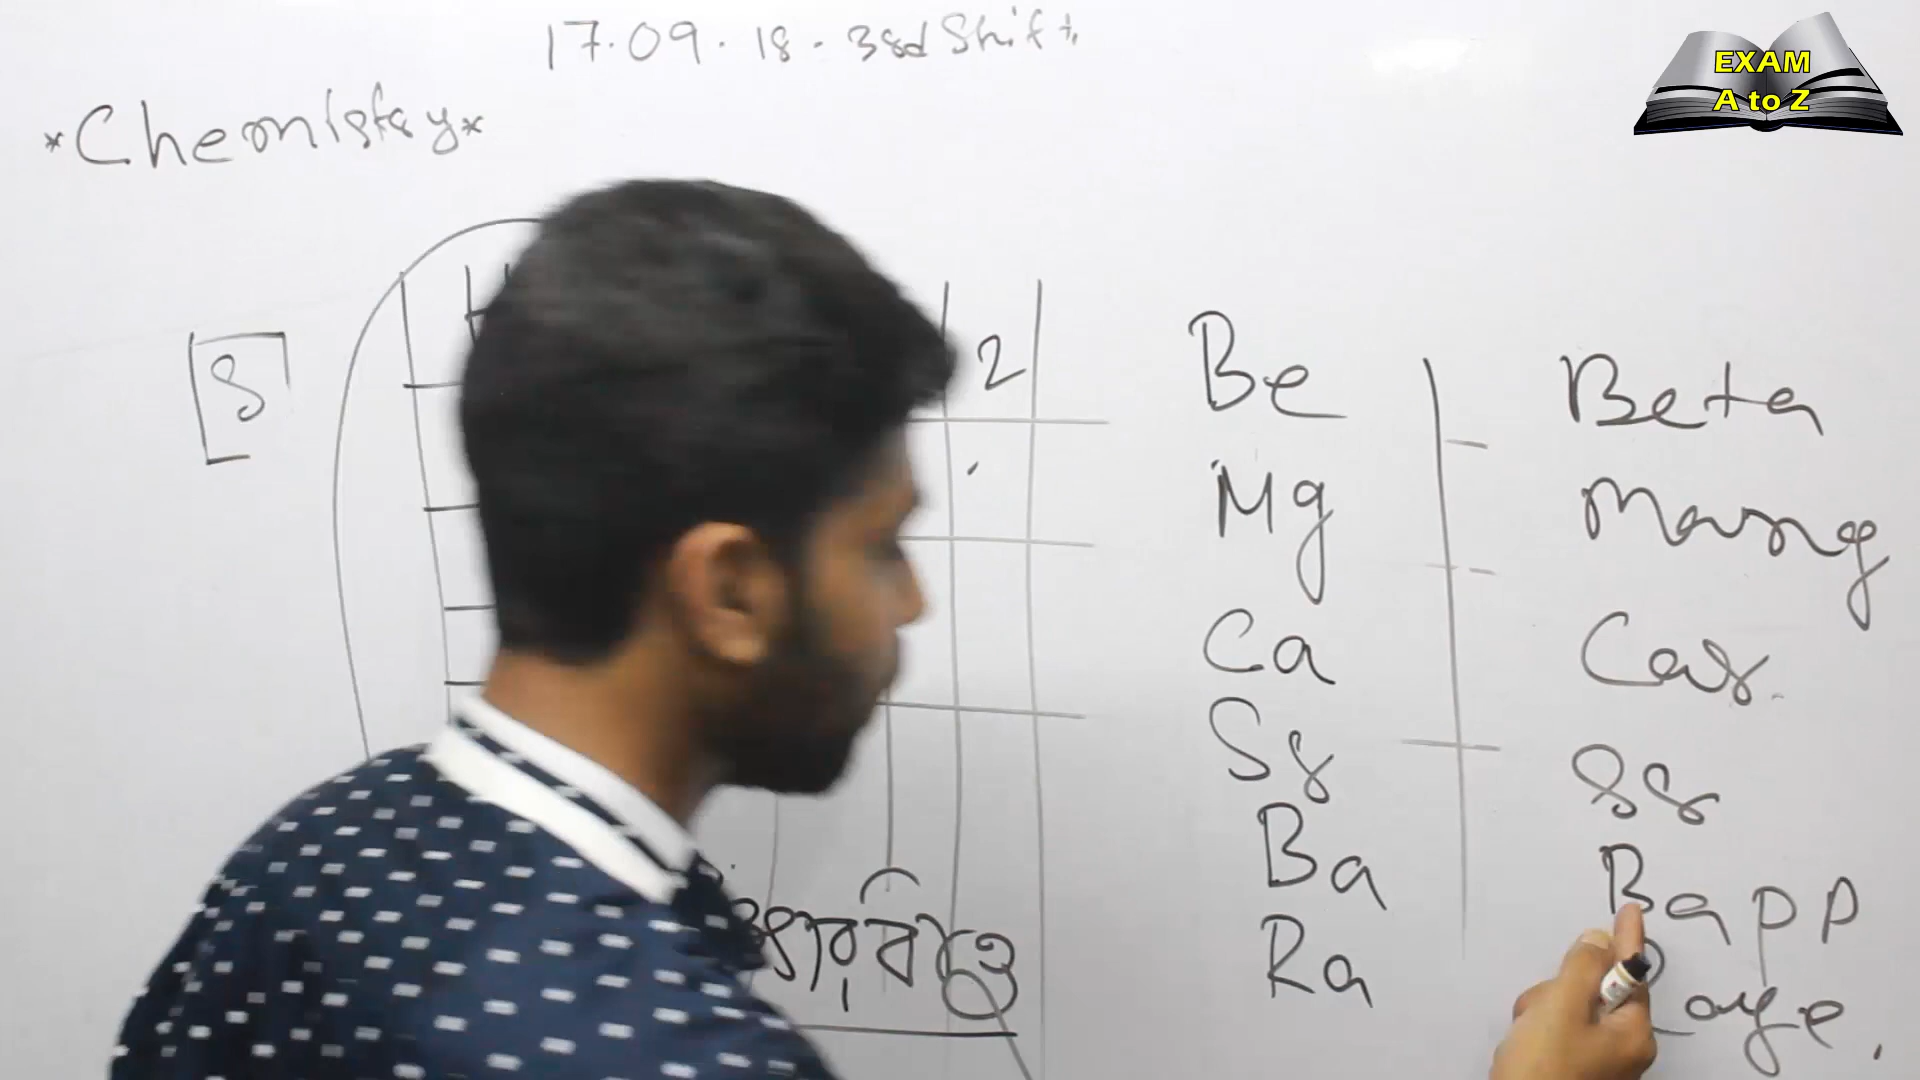 17.09.18.3rd Shift.
EXAM
A to Z
*Chemistry*
S
2
Be
Beta
Mg
Mang
Ca
Car
Sr
Sr
Ba
Bapp
Ra